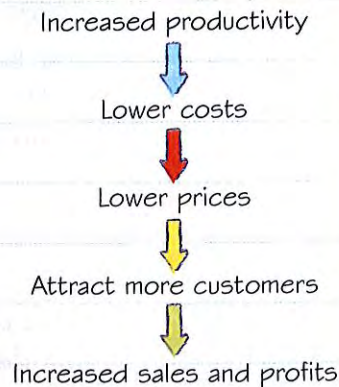 Increased productivity
Lower costs
Lower prices
Attract more customers
Increased sales and profits